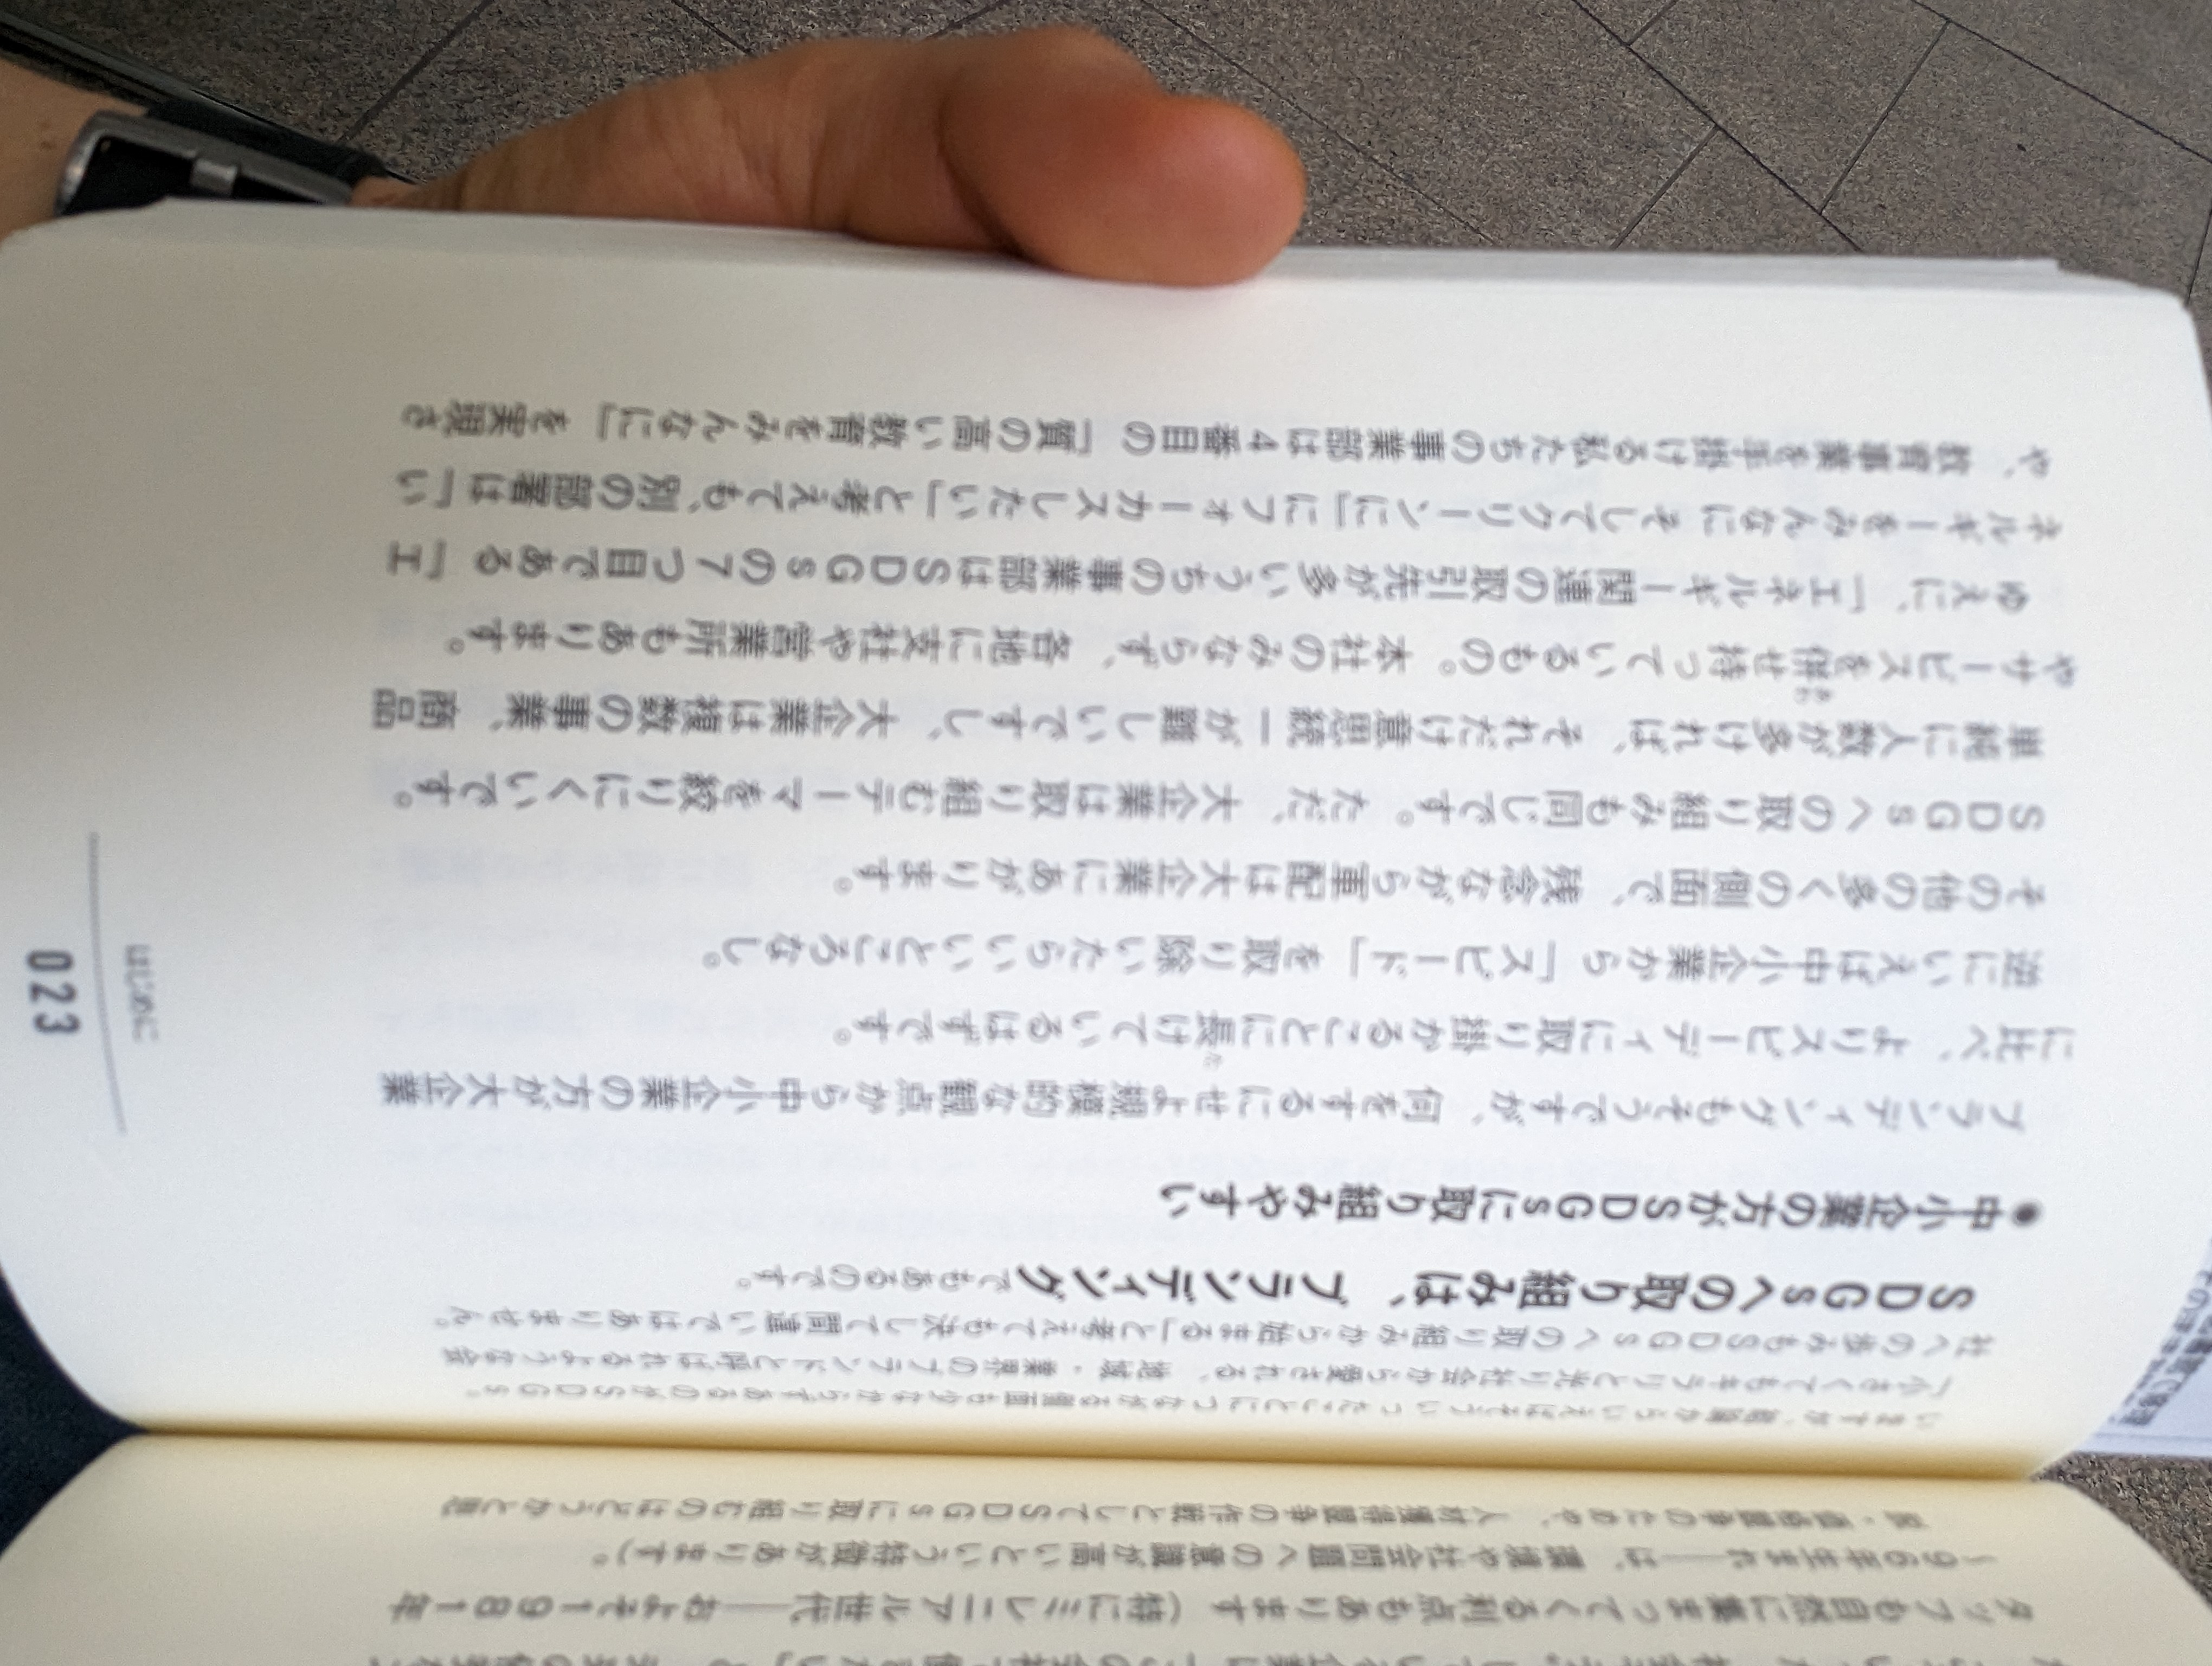 タップも自然に集まってくる利点もあります（特にミレニアル世代――およそ1981年
～96年生まれ――は、環境や社会問題への意識が高いという特徴があります）。
脱・価格競争のためや、人材獲得競争の作戦としてSDGsに取り組むのはどうかと思
いますが、結論からいえばそういったことにつながる側面も少なからずあるのがSDGs。
「小さくてもキラリと光り社会から愛される、地域・業界のブランドと呼ばれるような会
社への歩みもSDGsへの取り組みから始まる」と考えても決して間違いではありません。
SDGsへの取り組みは、ブランディングでもあるのです。
●中小企業の方がSDGsに取り組みやすい
ブランディングもそうですが、何をするにせよ規模的な観点から中小企業の方が大企業
に比べ、よりスピーディに取り掛かることに長けているはずです。
逆にいえば中小企業から「スピード」を取り除いたらいいところなし。
その他の多くの側面で、残念ながら軍配は大企業にあがります。
SDGsへの取り組みも同じです。ただ、大企業は取り組むテーマを絞りにくいです。
単純に人数が多ければ、それだけ意思統一が難しいですし、大企業は複数の事業、商品
やサービスを併せ持っているもの。本社のみならず、各地に支社や営業所もあります。
ゆえに、「エネルギー関連の取引先が多いうちの事業部はSDGsの7つ目である『エ
ネルギーをみんなに そしてクリーンに』にフォーカスしたい」と考えても、別の部署は「い
や、教育事業を手掛ける私たちの事業部は4番目の『質の高い教育をみんなに』を実現さ
はじめに
023